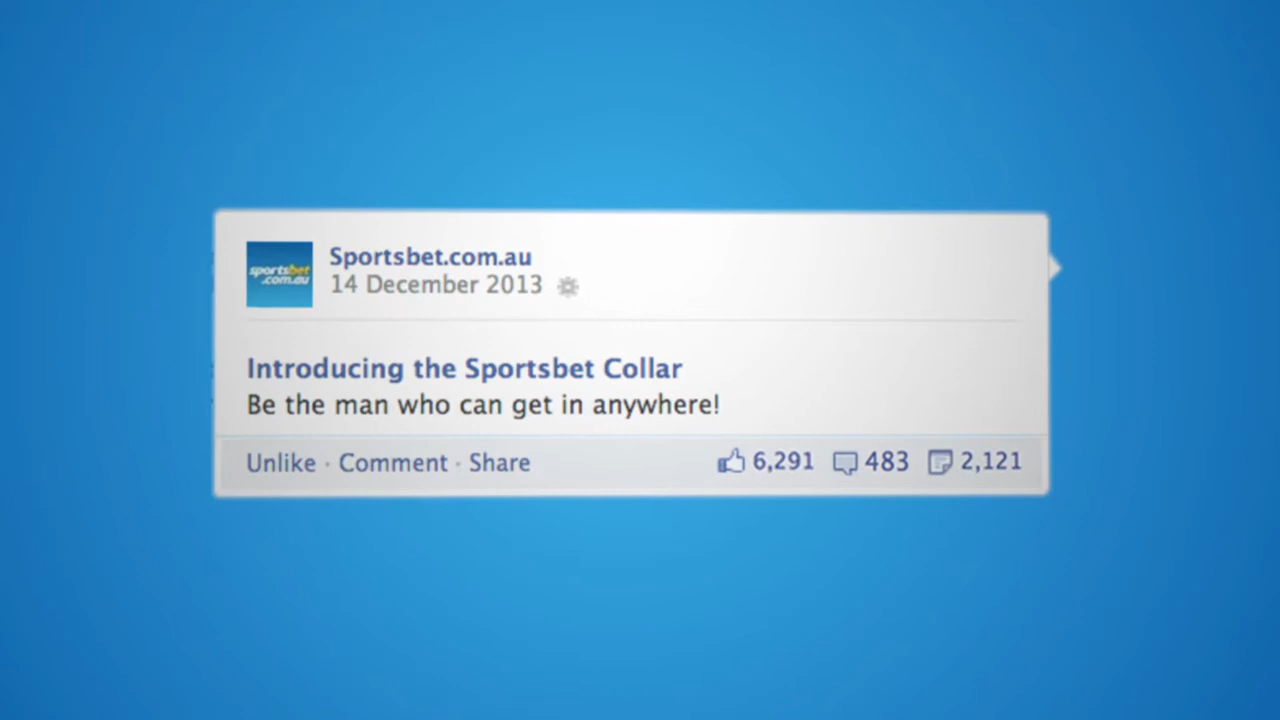 sportsbet
.com.au
Sportsbet.com.au
14 December 2013
Introducing the Sportsbet Collar
Be the man who can get in anywhere!
Unlike · Comment · Share 6,291 483 2,121